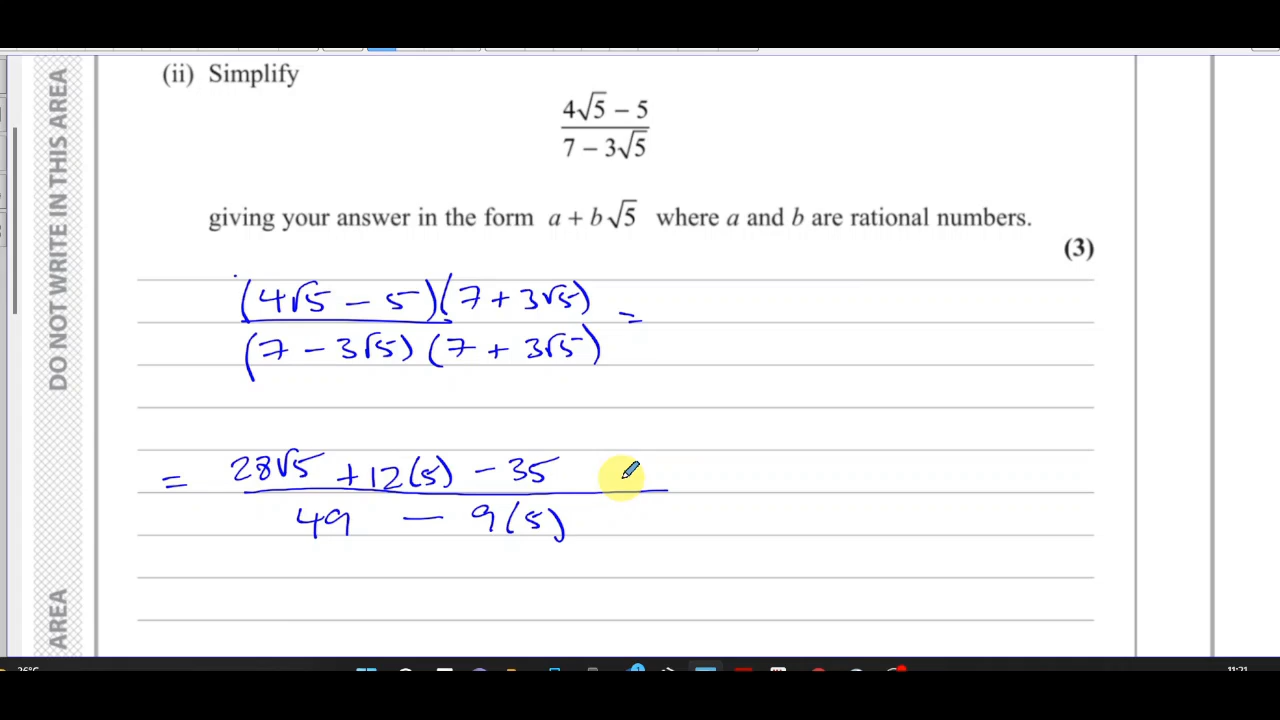 (ii) Simplify
4√5 − 5
7 − 3√5
giving your answer in the form a + b√5 where a and b are rational numbers.
(3)
(4√5 − 5)(7 + 3√5) =
(7 − 3√5)(7 + 3√5)
= 28√5 + 12(5) − 35
49 − 9(5)
DO NOT WRITE IN THIS AREA
AREA